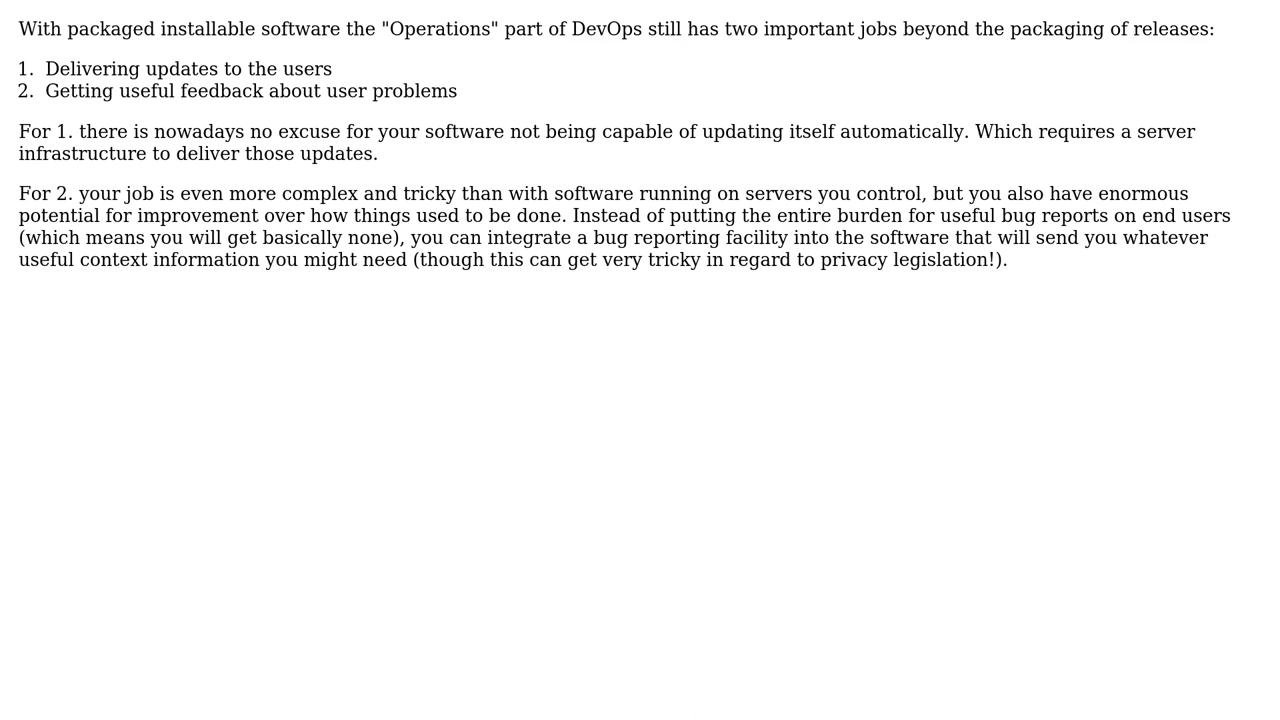 With packaged installable software the "Operations" part of DevOps still has two important jobs beyond the packaging of releases:
1. Delivering updates to the users
2. Getting useful feedback about user problems
For 1. there is nowadays no excuse for your software not being capable of updating itself automatically. Which requires a server
infrastructure to deliver those updates.
For 2. your job is even more complex and tricky than with software running on servers you control, but you also have enormous
potential for improvement over how things used to be done. Instead of putting the entire burden for useful bug reports on end users
(which means you will get basically none), you can integrate a bug reporting facility into the software that will send you whatever
useful context information you might need (though this can get very tricky in regard to privacy legislation!).